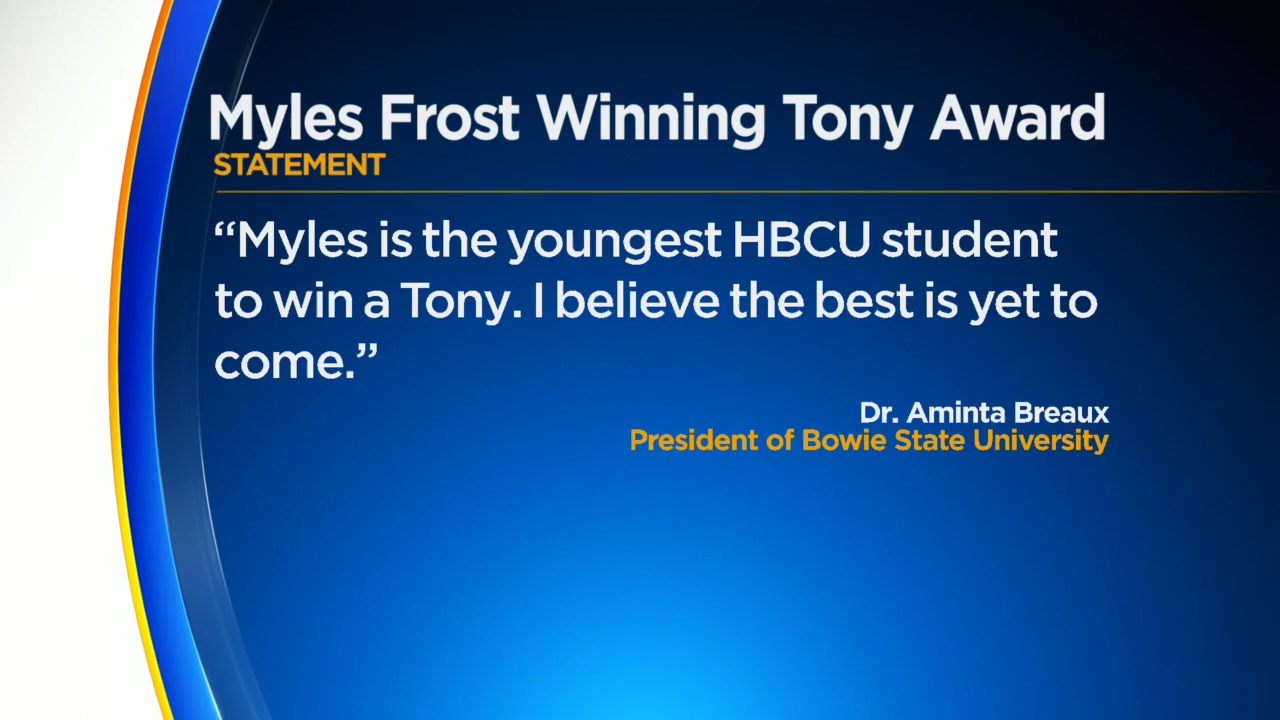 Myles Frost Winning Tony Award
STATEMENT
“Myles is the youngest HBCU student
to win a Tony. I believe the best is yet to
come.”
Dr. Aminta Breaux
President of Bowie State University